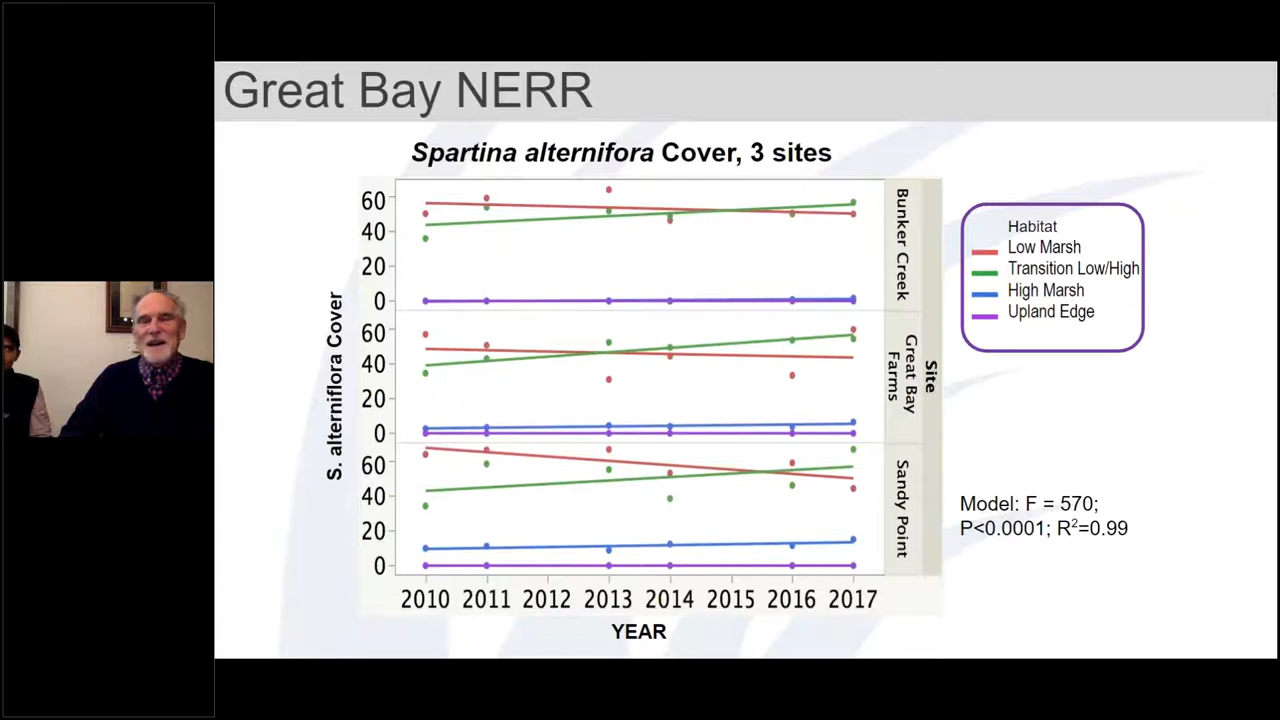 Great Bay NERR
Spartina alternifora Cover, 3 sites
S. alterniflora Cover
60
40
20
0
60
40
20
0
60
40
20
0
Bunker Creek
Great Bay
Farms
Sandy Point
Site
2010 2011 2012 2013 2014 2015 2016 2017
YEAR
Habitat
Low Marsh
Transition Low/High
High Marsh
Upland Edge
Model: F = 570;
P<0.0001; R²=0.99